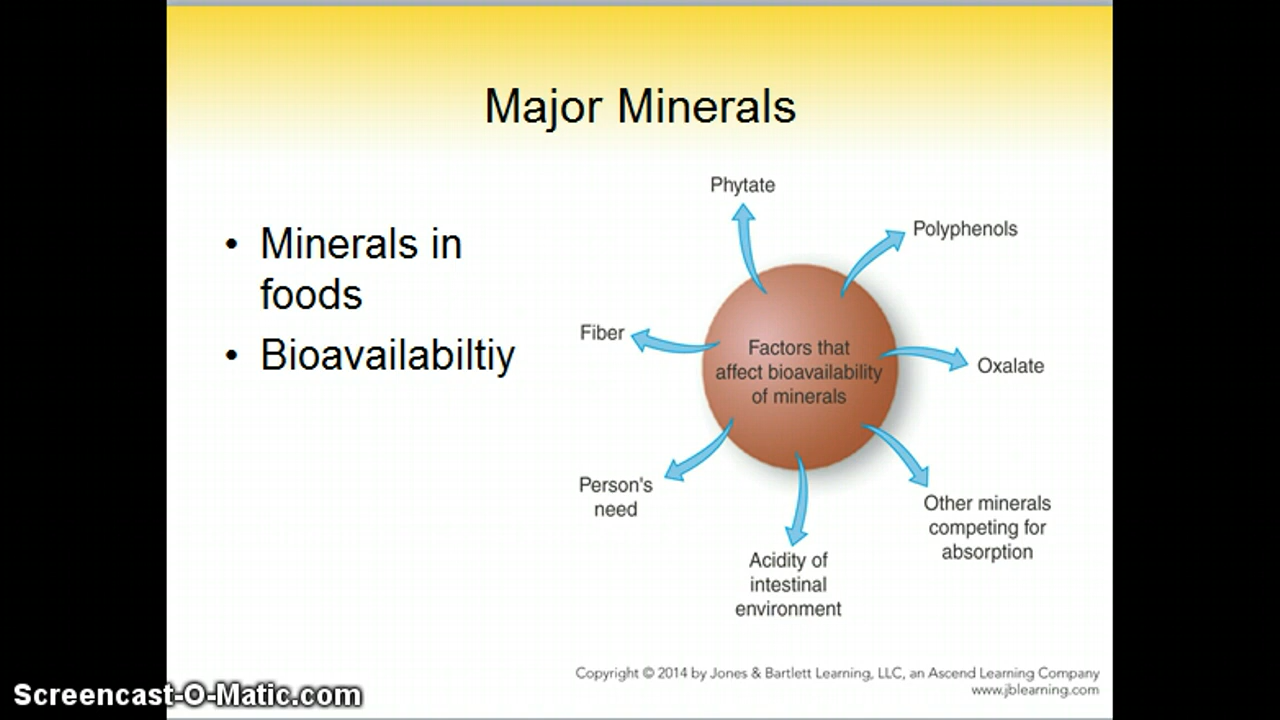 Major Minerals
• Minerals in
foods
• Bioavailabiltiy
Phytate
Polyphenols
Fiber
Factors that
affect bioavailability
of minerals
Oxalate
Person's
need
Other minerals
competing for
absorption
Acidity of
intestinal
environment
Copyright © 2014 by Jones & Bartlett Learning, LLC, an Ascend Learning Company
www.jblearning.com
Screencast-O-Matic.com